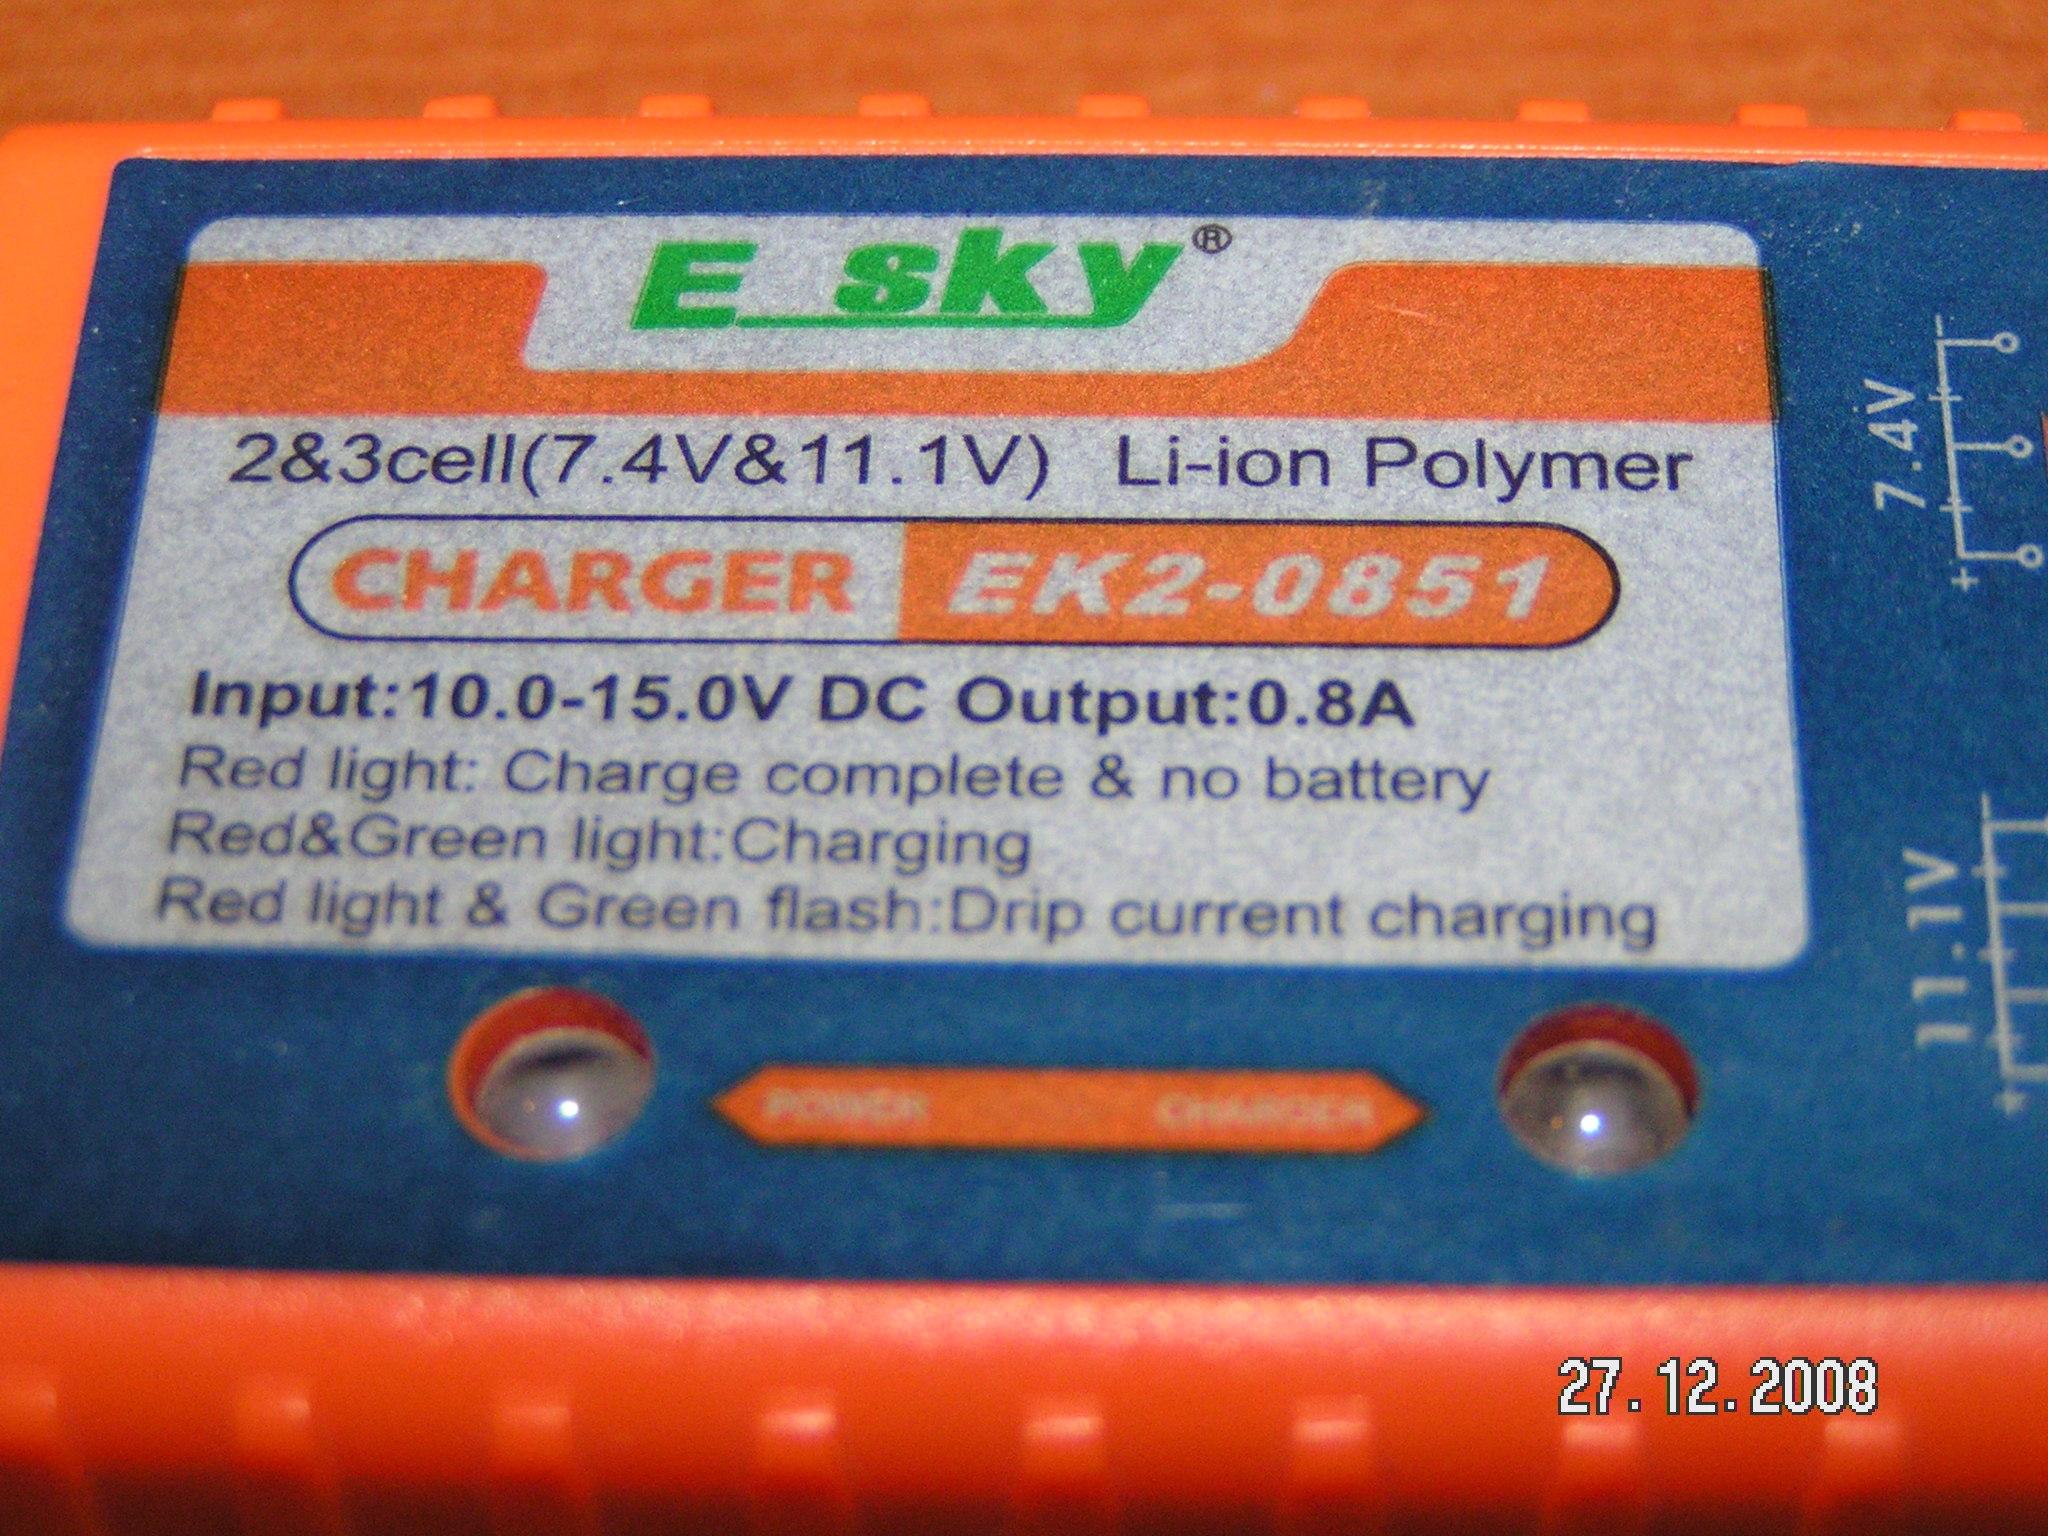 E_sky®
2&3cell(7.4V&11.1V) Li-ion Polymer
CHARGER EK2-0851
Input:10.0-15.0V DC Output:0.8A
Red light: Charge complete & no battery
Red&Green light:Charging
Red light & Green flash:Drip current charging
POWER CHARGER
- 7.4V +
- 11.1V +
27.12.2008